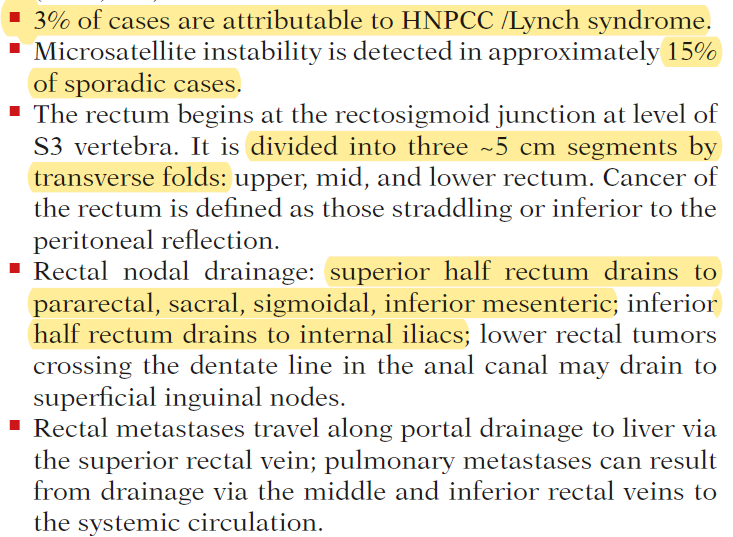 ▪ 3% of cases are attributable to HNPCC /Lynch syndrome.
▪ Microsatellite instability is detected in approximately 15%
of sporadic cases.
▪ The rectum begins at the rectosigmoid junction at level of
S3 vertebra. It is divided into three ~5 cm segments by
transverse folds: upper, mid, and lower rectum. Cancer of
the rectum is defined as those straddling or inferior to the
peritoneal reflection.
▪ Rectal nodal drainage: superior half rectum drains to
pararectal, sacral, sigmoidal, inferior mesenteric; inferior
half rectum drains to internal iliacs; lower rectal tumors
crossing the dentate line in the anal canal may drain to
superficial inguinal nodes.
▪ Rectal metastases travel along portal drainage to liver via
the superior rectal vein; pulmonary metastases can result
from drainage via the middle and inferior rectal veins to
the systemic circulation.